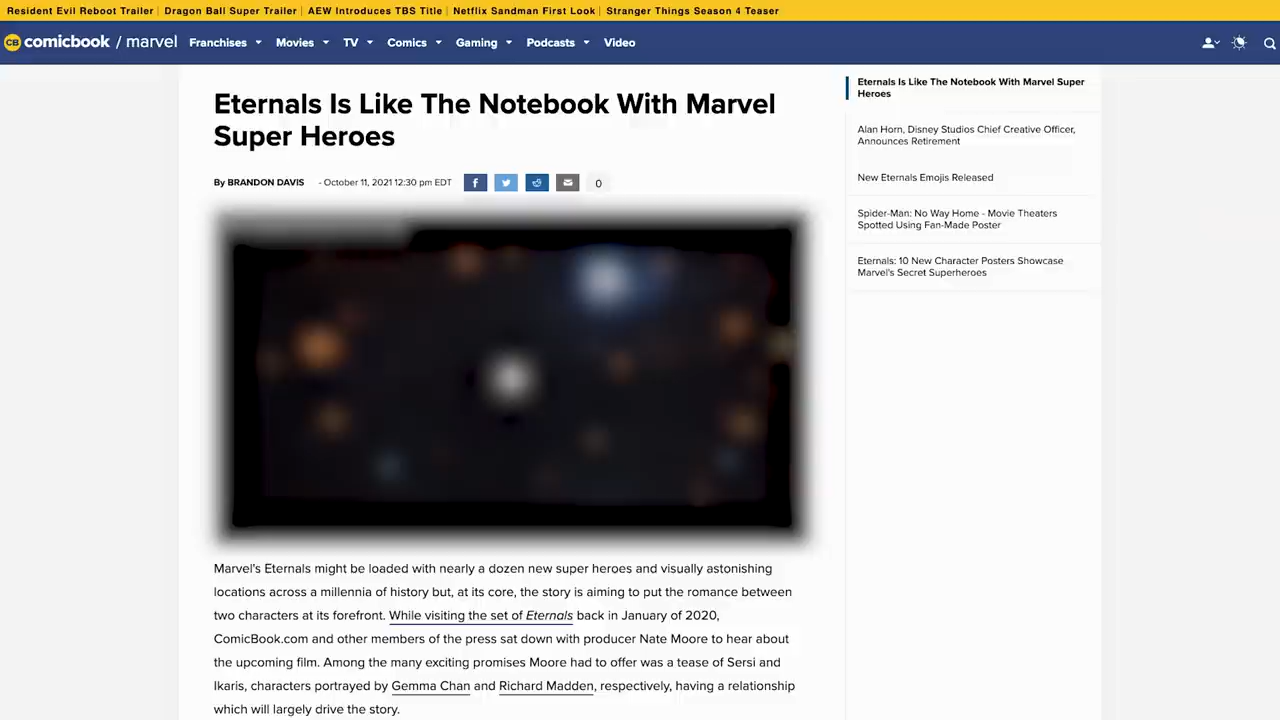 Resident Evil Reboot Trailer | Dragon Ball Super Trailer | AEW Introduces TBS Title | Netflix Sandman First Look | Stranger Things Season 4 Teaser
CB comicbook / marvel Franchises Movies TV Comics Gaming Podcasts Video
Eternals Is Like The Notebook With Marvel
Super Heroes
By BRANDON DAVIS - October 11, 2021 12:30 pm EDT f 0
Marvel's Eternals might be loaded with nearly a dozen new super heroes and visually astonishing
locations across a millennia of history but, at its core, the story is aiming to put the romance between
two characters at its forefront. While visiting the set of Eternals back in January of 2020,
ComicBook.com and other members of the press sat down with producer Nate Moore to hear about
the upcoming film. Among the many exciting promises Moore had to offer was a tease of Sersi and
Ikaris, characters portrayed by Gemma Chan and Richard Madden, respectively, having a relationship
which will largely drive the story.
Eternals Is Like The Notebook With Marvel Super
Heroes
Alan Horn, Disney Studios Chief Creative Officer,
Announces Retirement
New Eternals Emojis Released
Spider-Man: No Way Home - Movie Theaters
Spotted Using Fan-Made Poster
Eternals: 10 New Character Posters Showcase
Marvel's Secret Superheroes